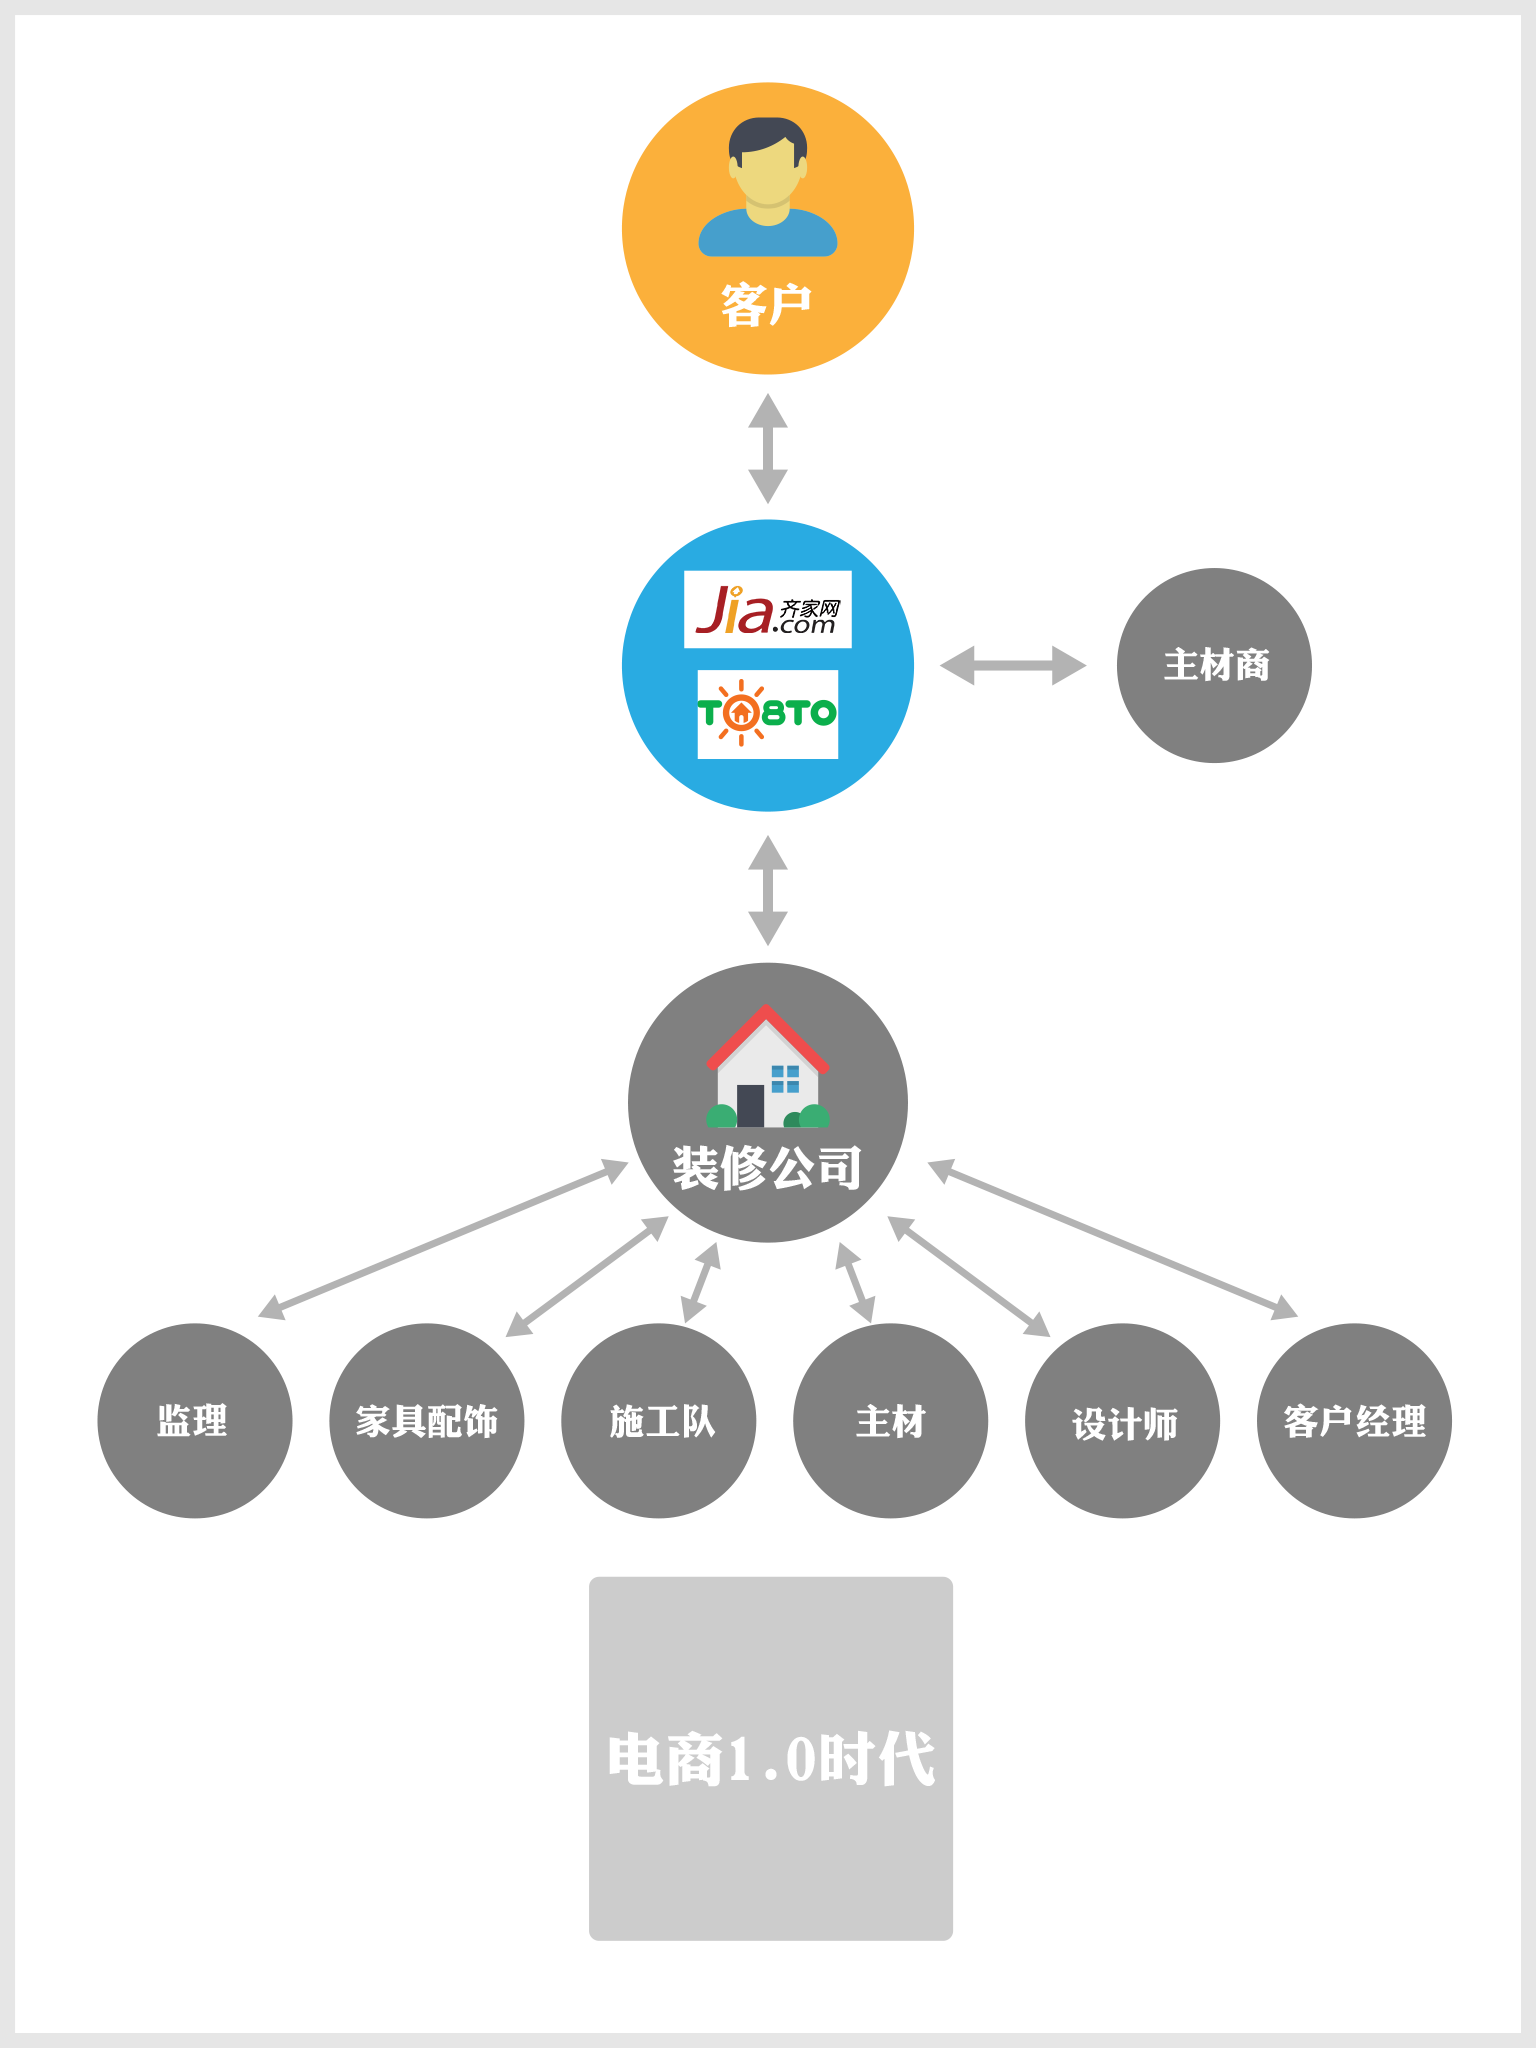 客户
Jia.com 齐家网
TO8TO
主材商
装修公司
监理
家具配饰
施工队
主材
设计师
客户经理
电商1.0时代